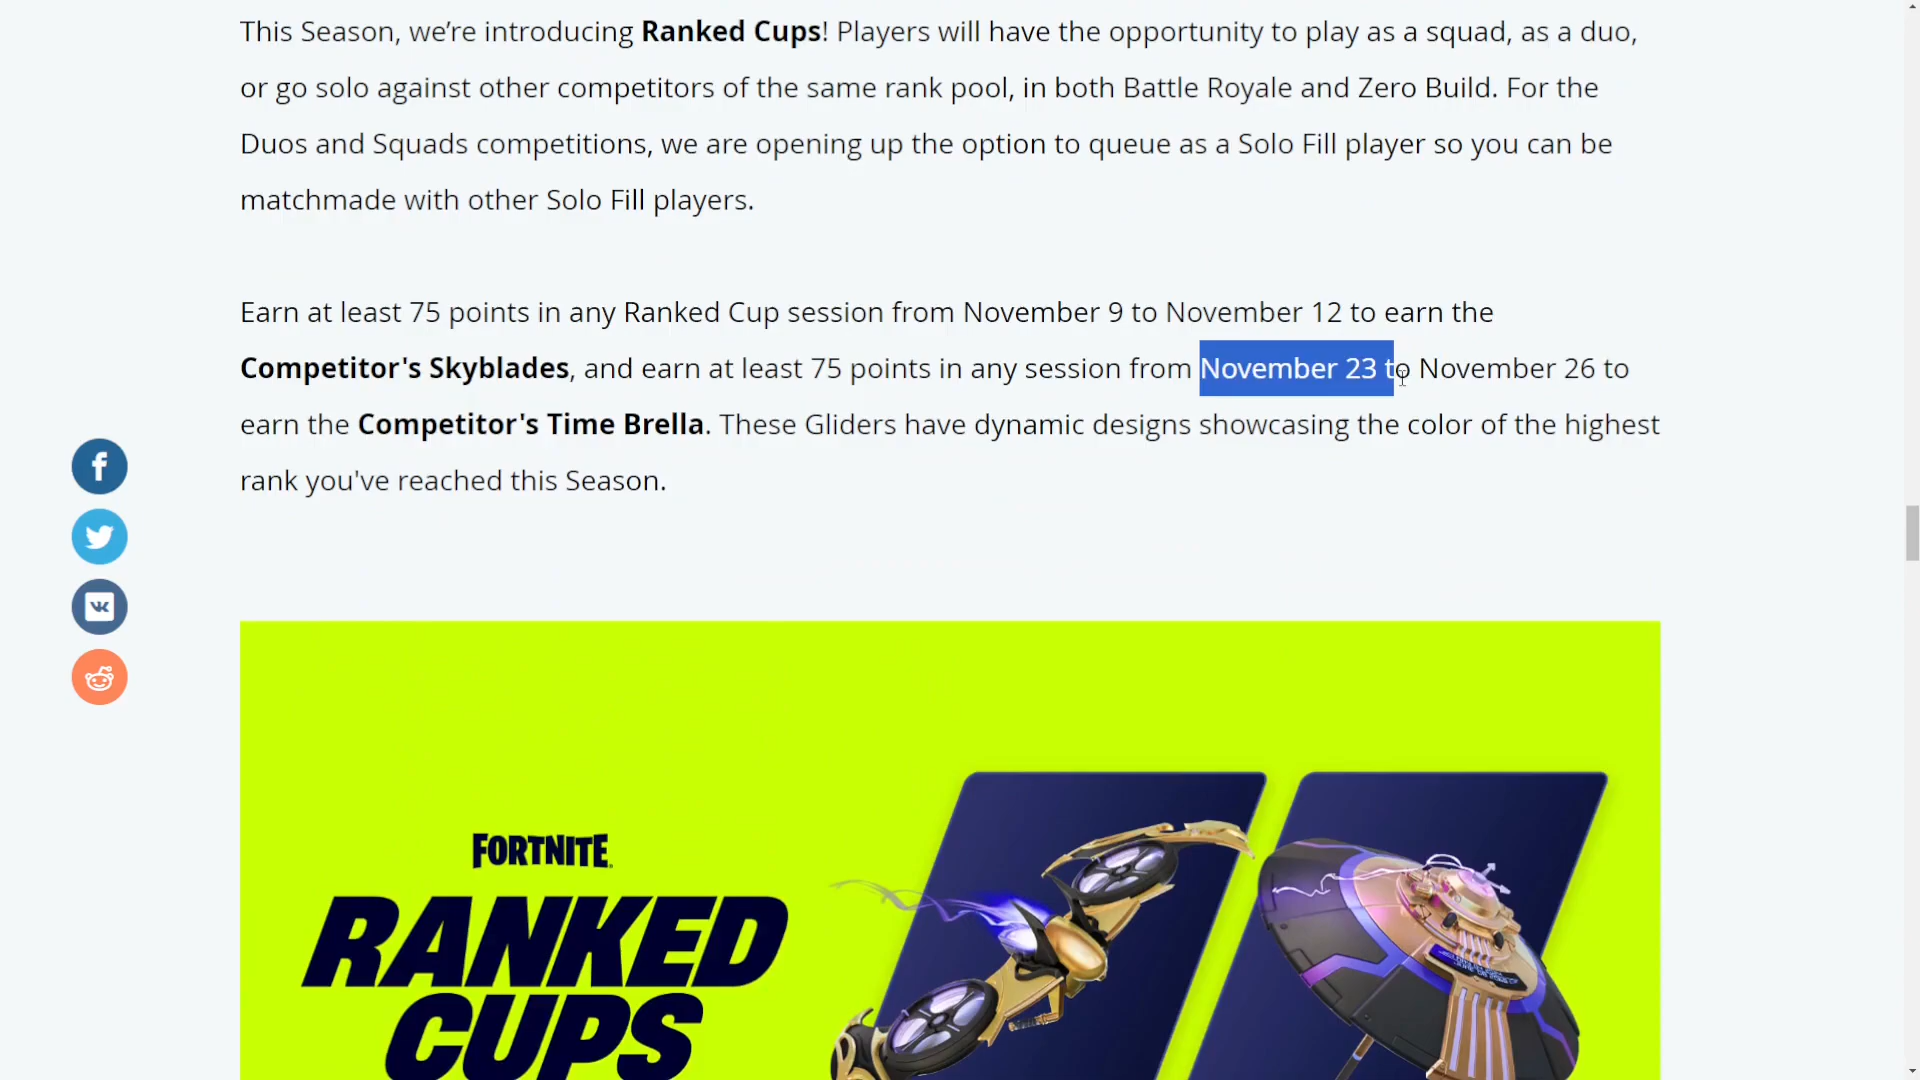 This Season, we’re introducing Ranked Cups! Players will have the opportunity to play as a squad, as a duo,
or go solo against other competitors of the same rank pool, in both Battle Royale and Zero Build. For the
Duos and Squads competitions, we are opening up the option to queue as a Solo Fill player so you can be
matchmade with other Solo Fill players.
Earn at least 75 points in any Ranked Cup session from November 9 to November 12 to earn the
Competitor's Skyblades, and earn at least 75 points in any session from November 23 to November 26 to
earn the Competitor's Time Brella. These Gliders have dynamic designs showcasing the color of the highest
rank you've reached this Season.
FORTNITE
RANKED
CUPS